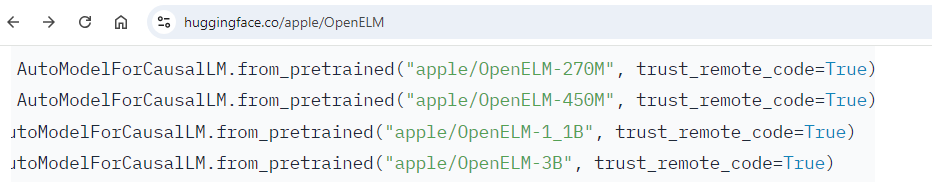 huggingface.co/apple/OpenELM
AutoModelForCausalLM.from_pretrained("apple/OpenELM-270M", trust_remote_code=True)
AutoModelForCausalLM.from_pretrained("apple/OpenELM-450M", trust_remote_code=True)
utoModelForCausalLM.from_pretrained("apple/OpenELM-1_1B", trust_remote_code=True)
utoModelForCausalLM.from_pretrained("apple/OpenELM-3B", trust_remote_code=True)